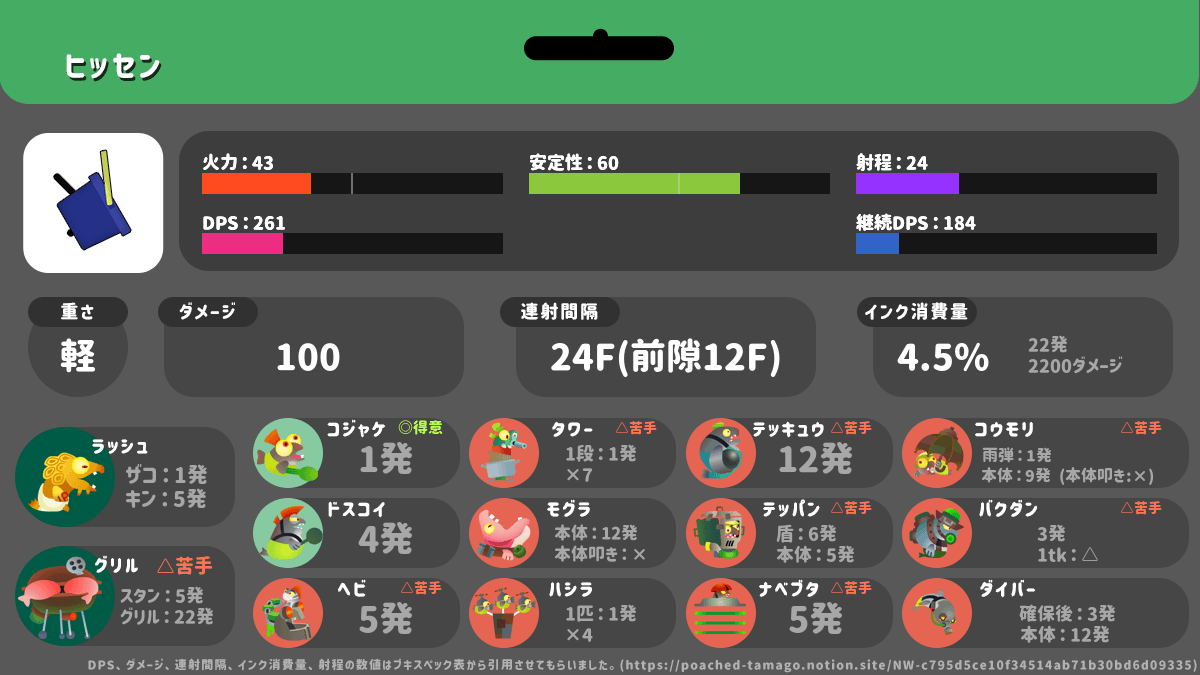 ヒッセン
火力：43
安定性：60
射程：24
DPS：261
継続DPS：184
重さ
軽
ダメージ
100
連射間隔
24F(前隙12F)
インク消費量
4.5%
22発
2200ダメージ
ラッシュ
ザコ：1発
キン：5発
グリル △苦手
スタン：5発
グリル：22発
コジャケ ◎得意
1発
ドスコイ
4発
ヘビ △苦手
5発
タワー △苦手
1段：1発
×7
モグラ
本体：12発
本体叩き：×
ハシラ
1匹：1発
×4
テッキュウ △苦手
12発
テッパン △苦手
盾：6発
本体：5発
ナベブタ △苦手
5発
コウモリ △苦手
雨弾：1発
本体：9発 (本体叩き:×)
バクダン △苦手
3発
1tk：△
ダイバー
確保後：3発
本体：12発
DPS、ダメージ、連射間隔、インク消費量、射程の数値はブキスペック表から引用させてもらいました。(https://poached-tamago.notion.site/NW-c795d5ce10f34514ab71b30bd6d09335)